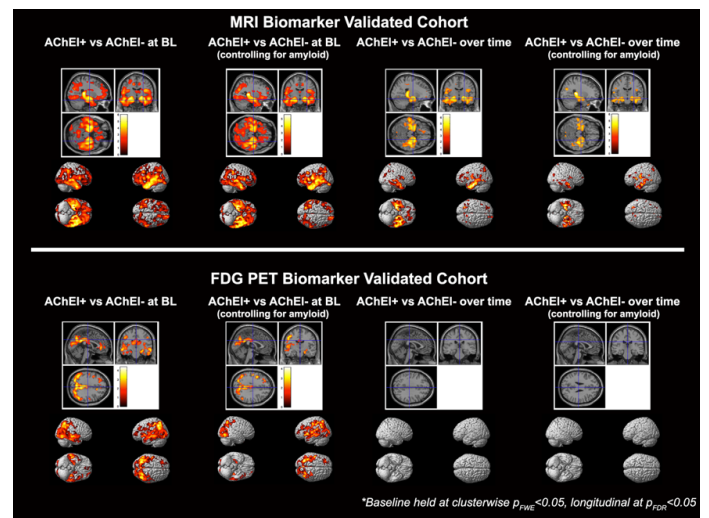 MRI Biomarker Validated Cohort
AChEI+ vs AChEI- at BL
AChEI+ vs AChEI- at BL
(controlling for amyloid)
AChEI+ vs AChEI- over time
AChEI+ vs AChEI- over time
(controlling for amyloid)
FDG PET Biomarker Validated Cohort
AChEI+ vs AChEI- at BL
AChEI+ vs AChEI- at BL
(controlling for amyloid)
AChEI+ vs AChEI- over time
AChEI+ vs AChEI- over time
(controlling for amyloid)
*Baseline held at clusterwise pFWE<0.05, longitudinal at pFDR<0.05